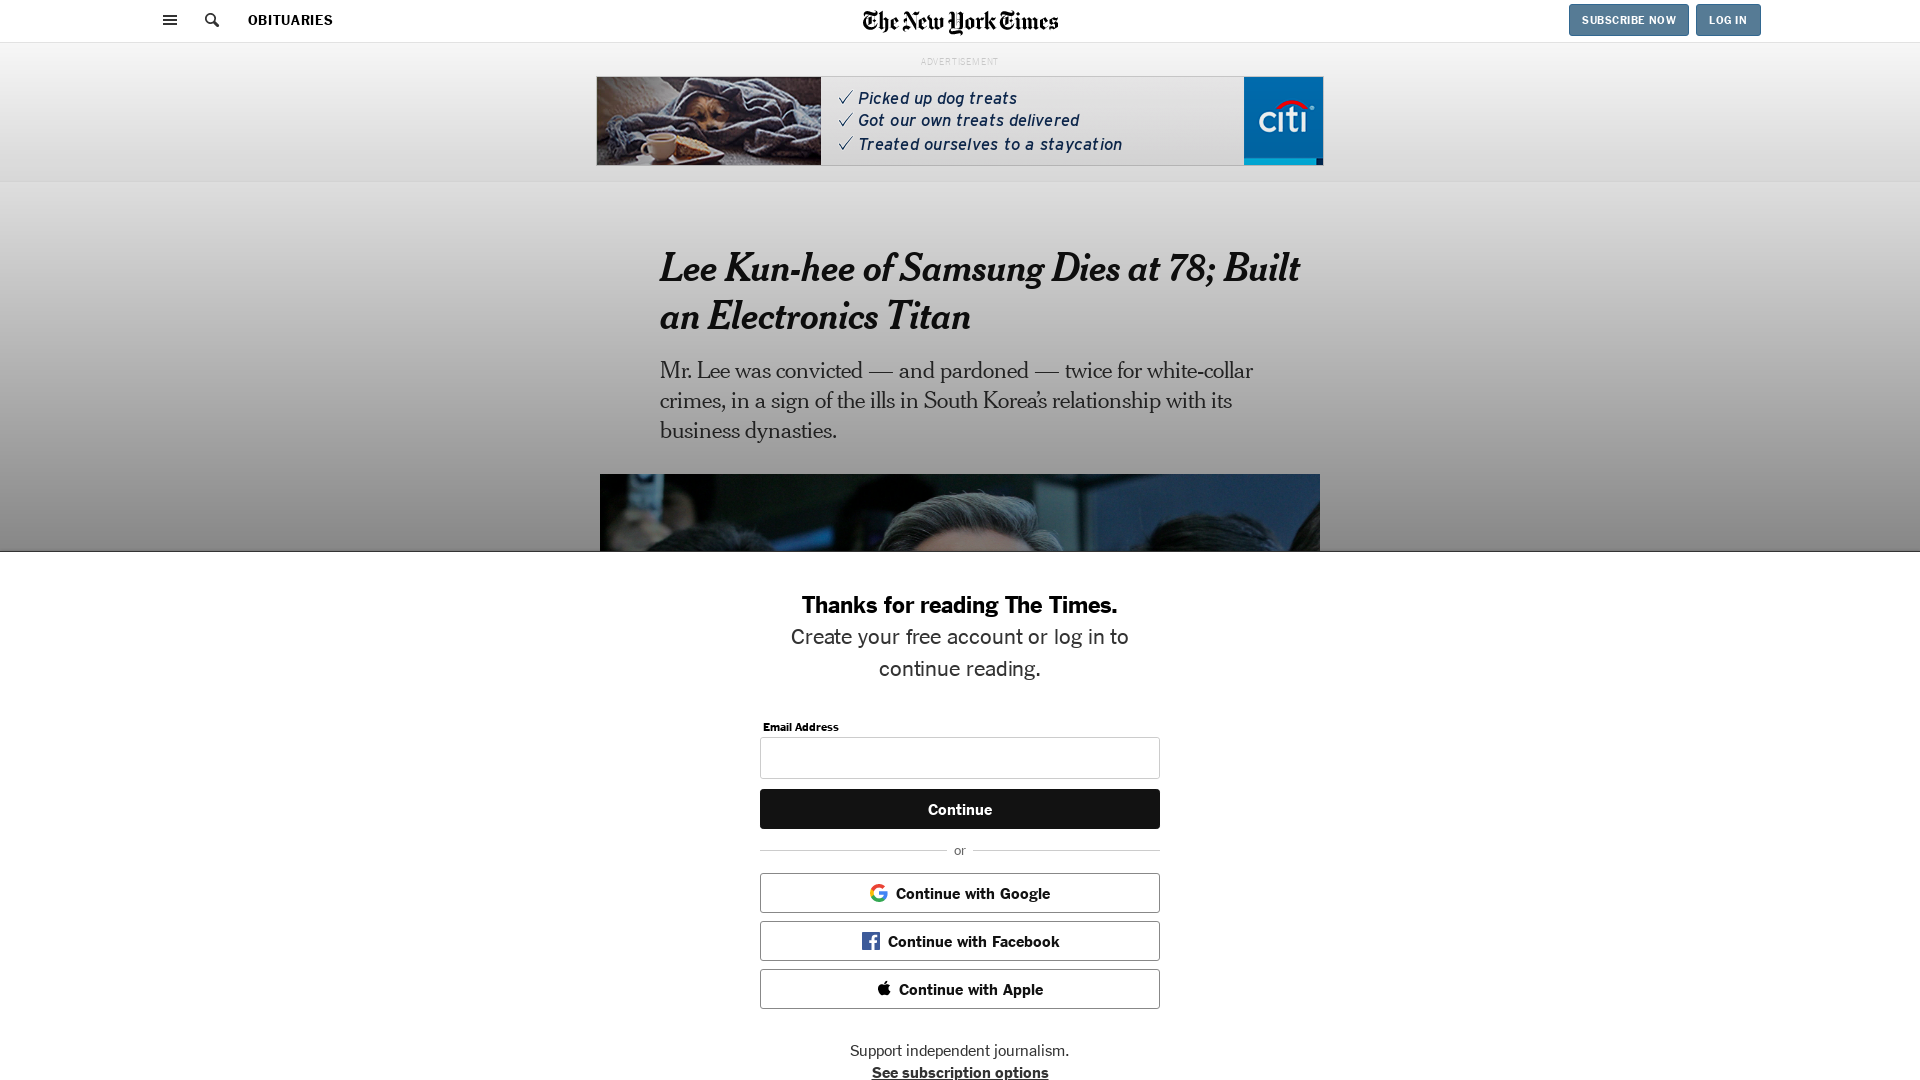 OBITUARIES
The New York Times
SUBSCRIBE NOW
LOG IN
ADVERTISEMENT
✓ Picked up dog treats
✓ Got our own treats delivered
✓ Treated ourselves to a staycation
citi®
Lee Kun-hee of Samsung Dies at 78; Built
an Electronics Titan
Mr. Lee was convicted — and pardoned — twice for white-collar
crimes, in a sign of the ills in South Korea’s relationship with its
business dynasties.
Thanks for reading The Times.
Create your free account or log in to
continue reading.
Email Address
Continue
or
Continue with Google
Continue with Facebook
Continue with Apple
Support independent journalism.
See subscription options